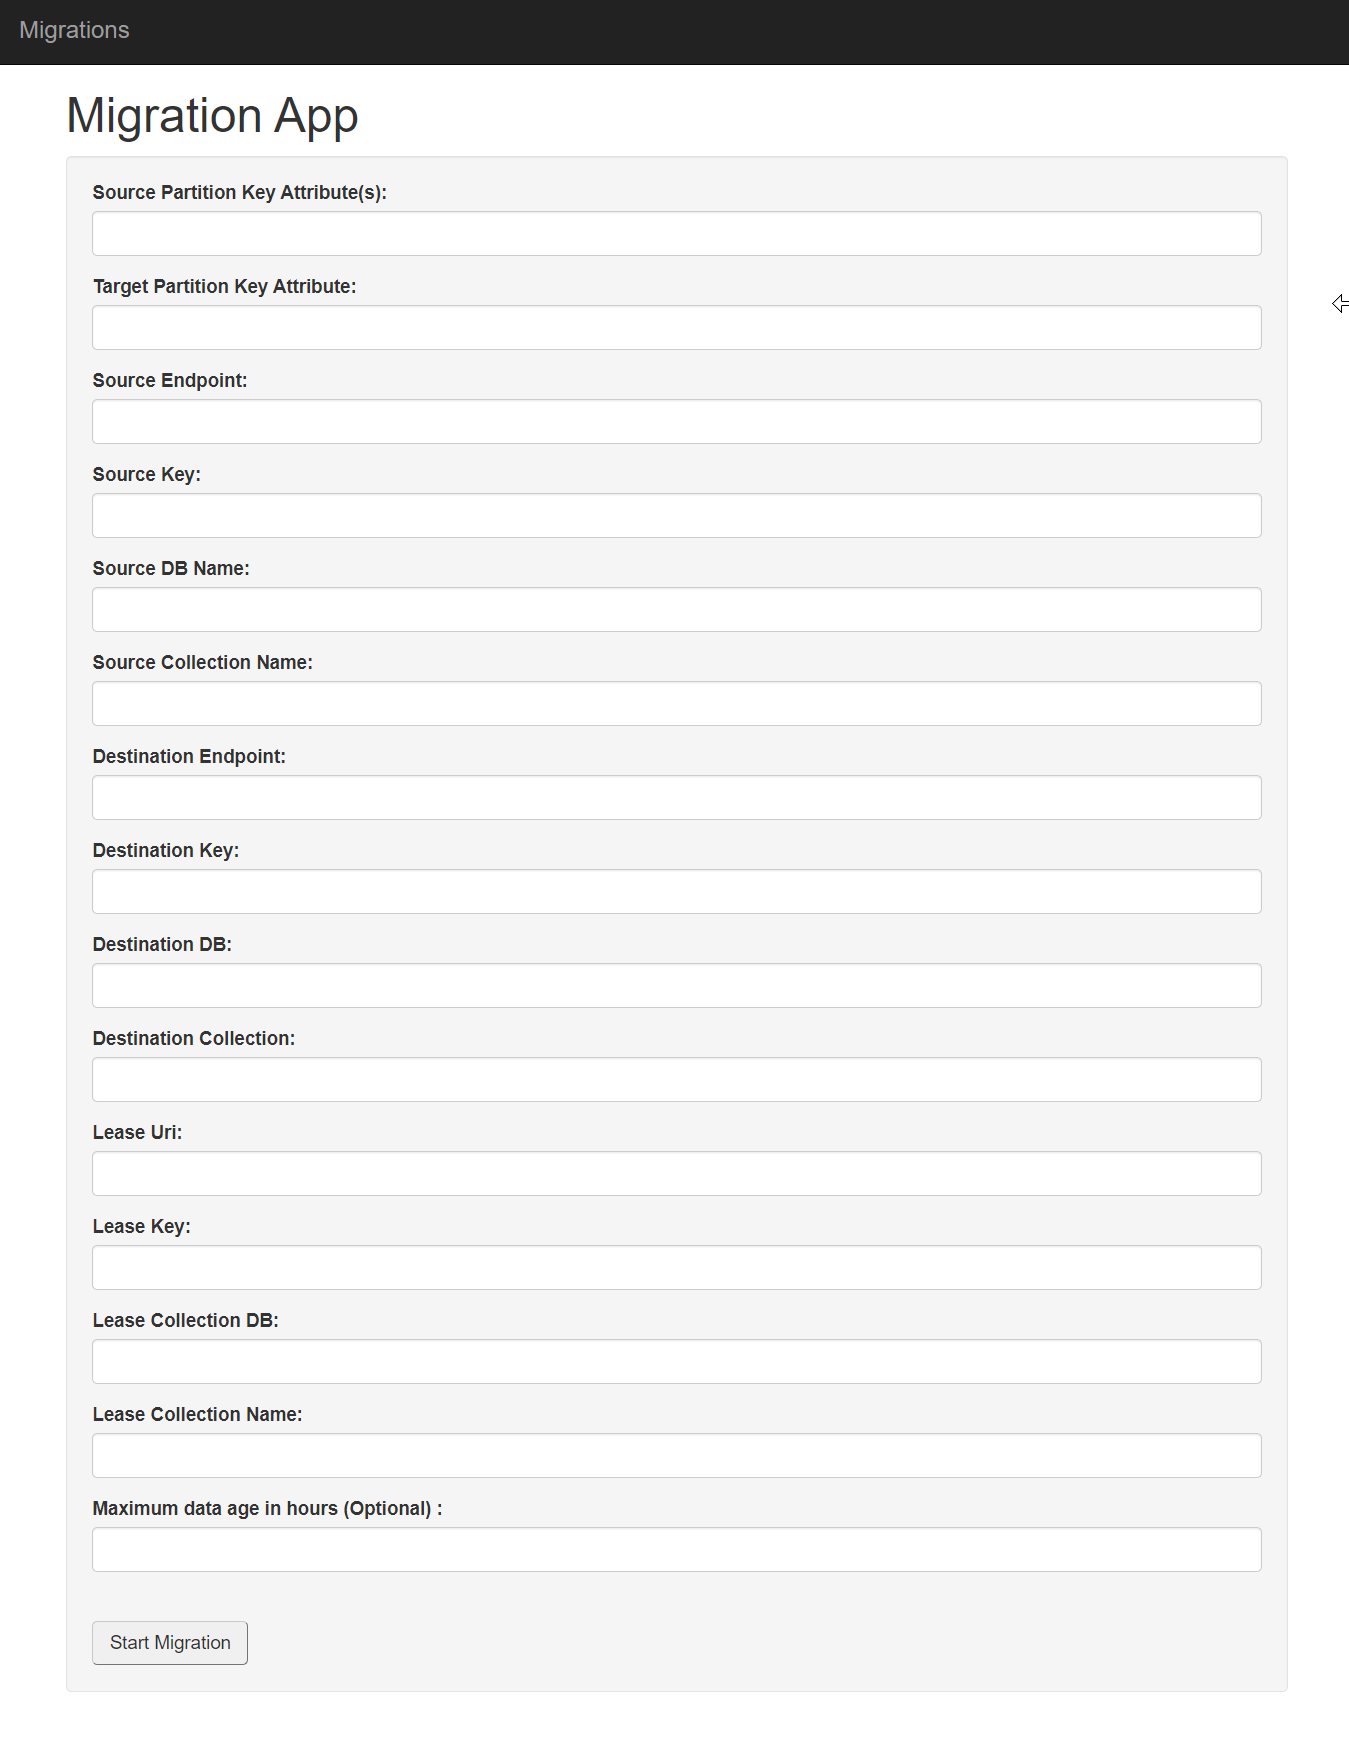 Migrations
Migration App
Source Partition Key Attribute(s):
Target Partition Key Attribute:
Source Endpoint:
Source Key:
Source DB Name:
Source Collection Name:
Destination Endpoint:
Destination Key:
Destination DB:
Destination Collection:
Lease Uri:
Lease Key:
Lease Collection DB:
Lease Collection Name:
Maximum data age in hours (Optional) :
Start Migration